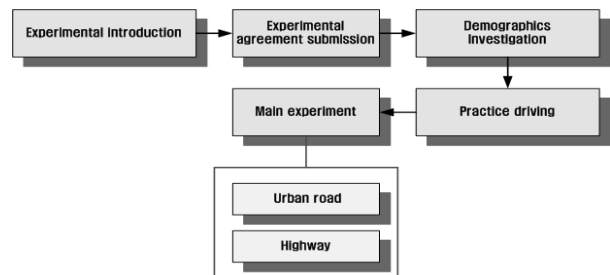 Experimental introduction
Experimental
agreement submission
Demographics
investigation
Practice driving
Main experiment
Urban road
Highway